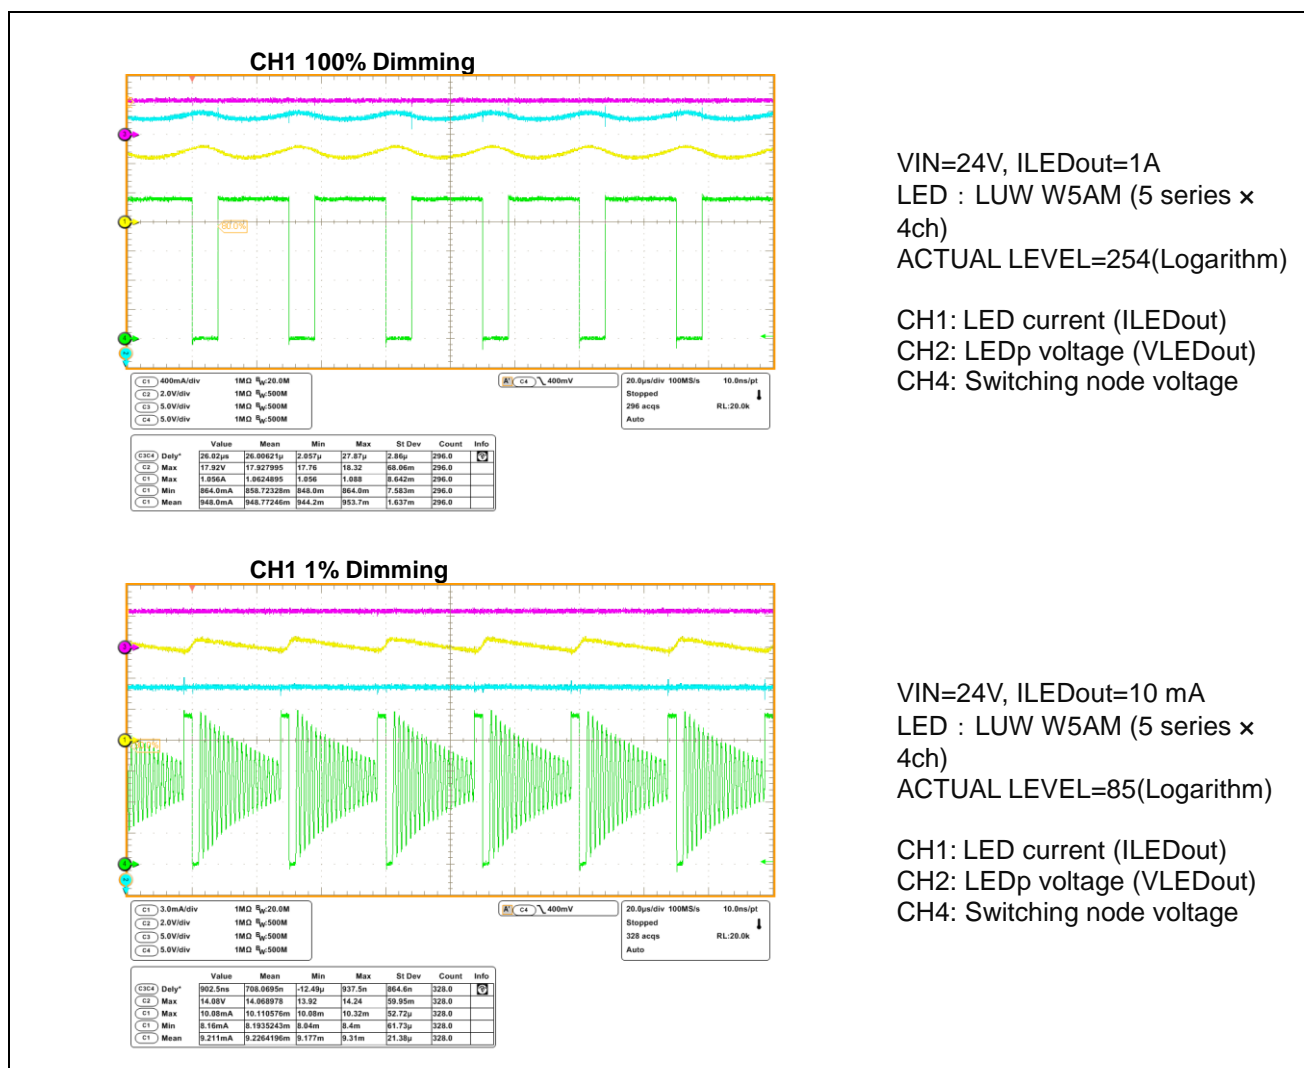 CH1 100% Dimming
3
1
80.0%
4
2
C1 400mA/div 1MΩ BW:20.0M
C2 2.0V/div 1MΩ BW:500M
C3 5.0V/div 1MΩ BW:500M
C4 5.0V/div 1MΩ BW:500M
A' C4 400mV
20.0µs/div 100MS/s 10.0ns/pt
Stopped
296 acqs RL:20.0k
Auto
Value Mean Min Max St Dev Count Info
C3C4 Dely* 26.02µs 26.00621µ 2.057µ 27.87µ 2.86µ 296.0
C2 Max 17.92V 17.927995 17.76 18.32 68.06m 296.0
C1 Max 1.056A 1.0624895 1.056 1.088 8.642m 296.0
C1 Min 864.0mA 858.72328m 848.0m 864.0m 7.583m 296.0
C1 Mean 948.0mA 948.77246m 944.2m 953.7m 1.637m 296.0
VIN=24V, ILEDout=1A
LED：LUW W5AM (5 series ×
4ch)
ACTUAL LEVEL=254(Logarithm)
CH1: LED current (ILEDout)
CH2: LEDp voltage (VLEDout)
CH4: Switching node voltage
CH1 1% Dimming
3
1
4
2
C1 3.0mA/div 1MΩ BW:20.0M
C2 2.0V/div 1MΩ BW:500M
C3 5.0V/div 1MΩ BW:500M
C4 5.0V/div 1MΩ BW:500M
A' C4 400mV
20.0µs/div 100MS/s 10.0ns/pt
Stopped
328 acqs RL:20.0k
Auto
Value Mean Min Max St Dev Count Info
C3C4 Dely* 902.5ns 708.0695n -12.49µ 937.5n 864.6n 328.0
C2 Max 14.08V 14.068978 13.92 14.24 59.95m 328.0
C1 Max 10.08mA 10.110576m 10.08m 10.32m 52.72µ 328.0
C1 Min 8.16mA 8.1935243m 8.04m 8.4m 61.73µ 328.0
C1 Mean 9.211mA 9.2264196m 9.177m 9.31m 21.38µ 328.0
VIN=24V, ILEDout=10 mA
LED：LUW W5AM (5 series ×
4ch)
ACTUAL LEVEL=85(Logarithm)
CH1: LED current (ILEDout)
CH2: LEDp voltage (VLEDout)
CH4: Switching node voltage